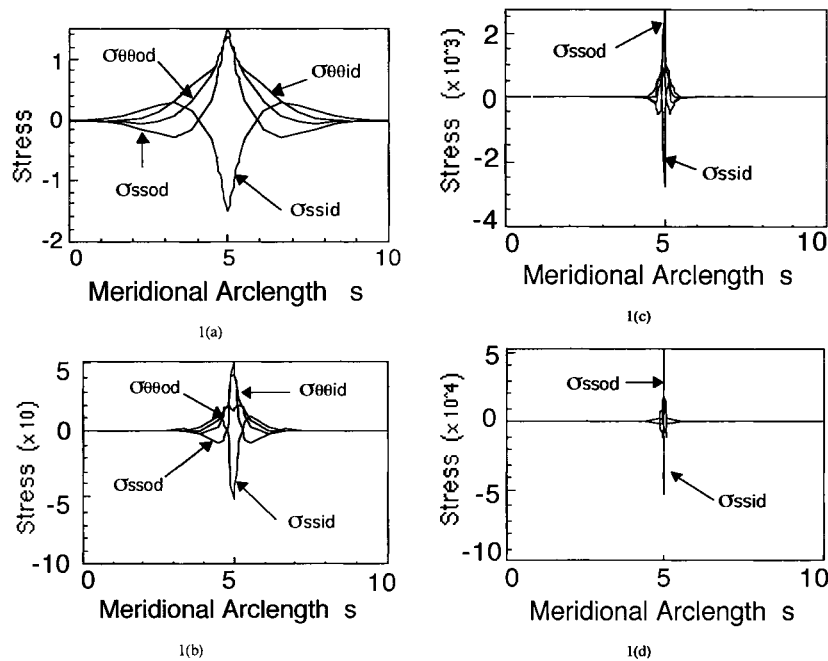 1
0
-1
-2
0
5
10
Stress
σθθod
σθθid
σssod
σssid
Meridional Arclength s
1(a)
5
0
-5
-10
0
5
10
Stress (x10)
σθθod
σθθid
σssod
σssid
Meridional Arclength s
1(b)
2
0
-2
-4
0
5
10
Stress (x10^3)
σssod
σssid
Meridional Arclength s
1(c)
5
0
-5
-10
0
5
10
Stress (x10^4)
σssod
σssid
Meridional Arclength s
1(d)